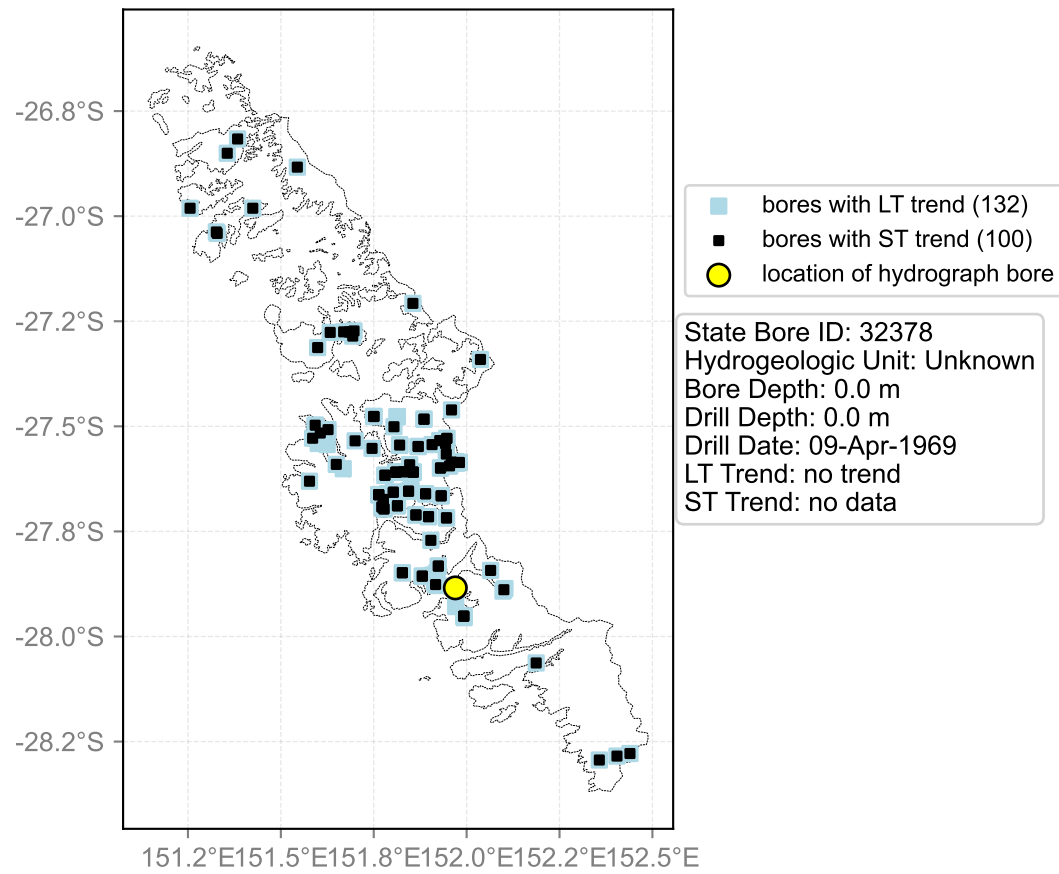 -26.8°S
-27.0°S
-27.2°S
-27.5°S
-27.8°S
-28.0°S
-28.2°S
151.2°E151.5°E151.8°E152.0°E152.2°E152.5°E
bores with LT trend (132)
bores with ST trend (100)
location of hydrograph bore
State Bore ID: 32378
Hydrogeologic Unit: Unknown
Bore Depth: 0.0 m
Drill Depth: 0.0 m
Drill Date: 09-Apr-1969
LT Trend: no trend
ST Trend: no data